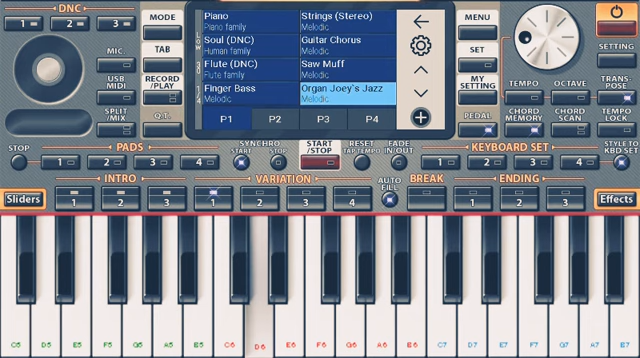 DNC
1 2 3
MIC.
USB MIDI
SPLIT /MIX
MODE
TAB
RECORD /PLAY
Q.T.
Piano
Piano family
Strings (Stereo)
Melodic
Soul (DNC)
Human family
Guitar Chorus
Melodic
Flute (DNC)
Flute family
Saw Muff
Melodic
Finger Bass
Melodic
Organ Joey's Jazz
Melodic
P1 P2 P3 P4
MENU
SET
MY SETTING
PEDAL
SETTING
TEMPO OCTAVE TRANS POSE
CHORD MEMORY CHORD SCAN TEMPO LOCK
STOP PADS
1 2 3 4
SYNCHRO
START STOP
START /STOP
RESET
TAP TEMPO
FADE IN/OUT
KEYBOARD SET
1 2 3 4
STYLE TO KBD SET
Sliders
INTRO
1 2 3
VARIATION
1 2 3 4
AUTO FILL
BREAK
ENDING
1 2 3
Effects
C5 D5 E5 F5 G5 A5 B5 C6 D6 E6 F6 G6 A6 B6 C7 D7 E7 F7 G7 A7 B7